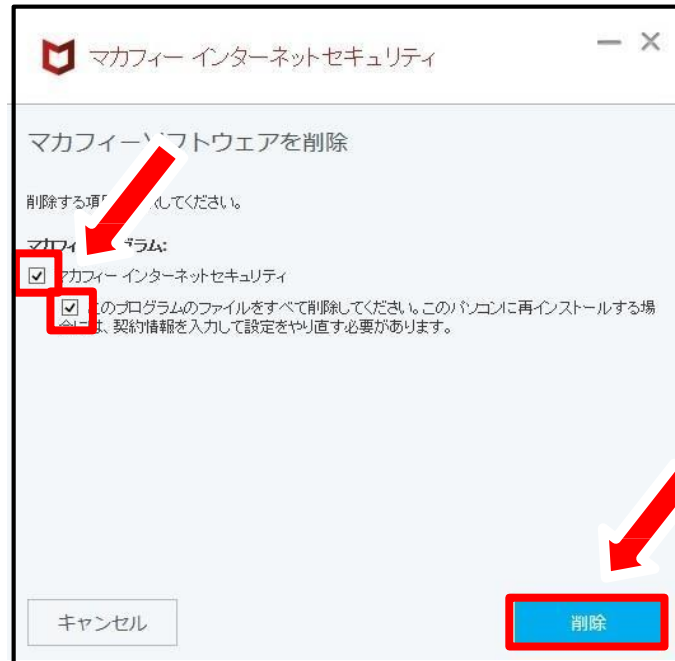 マカフィー インターネットセキュリティ
マカフィーソフトウェアを削除
削除する項 してください。
マカフィ グラム:
マカフィー インターネットセキュリティ
このプログラムのファイルをすべて削除してください。このパソコンに再インストールする場
合には、契約情報を入力して設定をやり直す必要があります。
キャンセル
削除